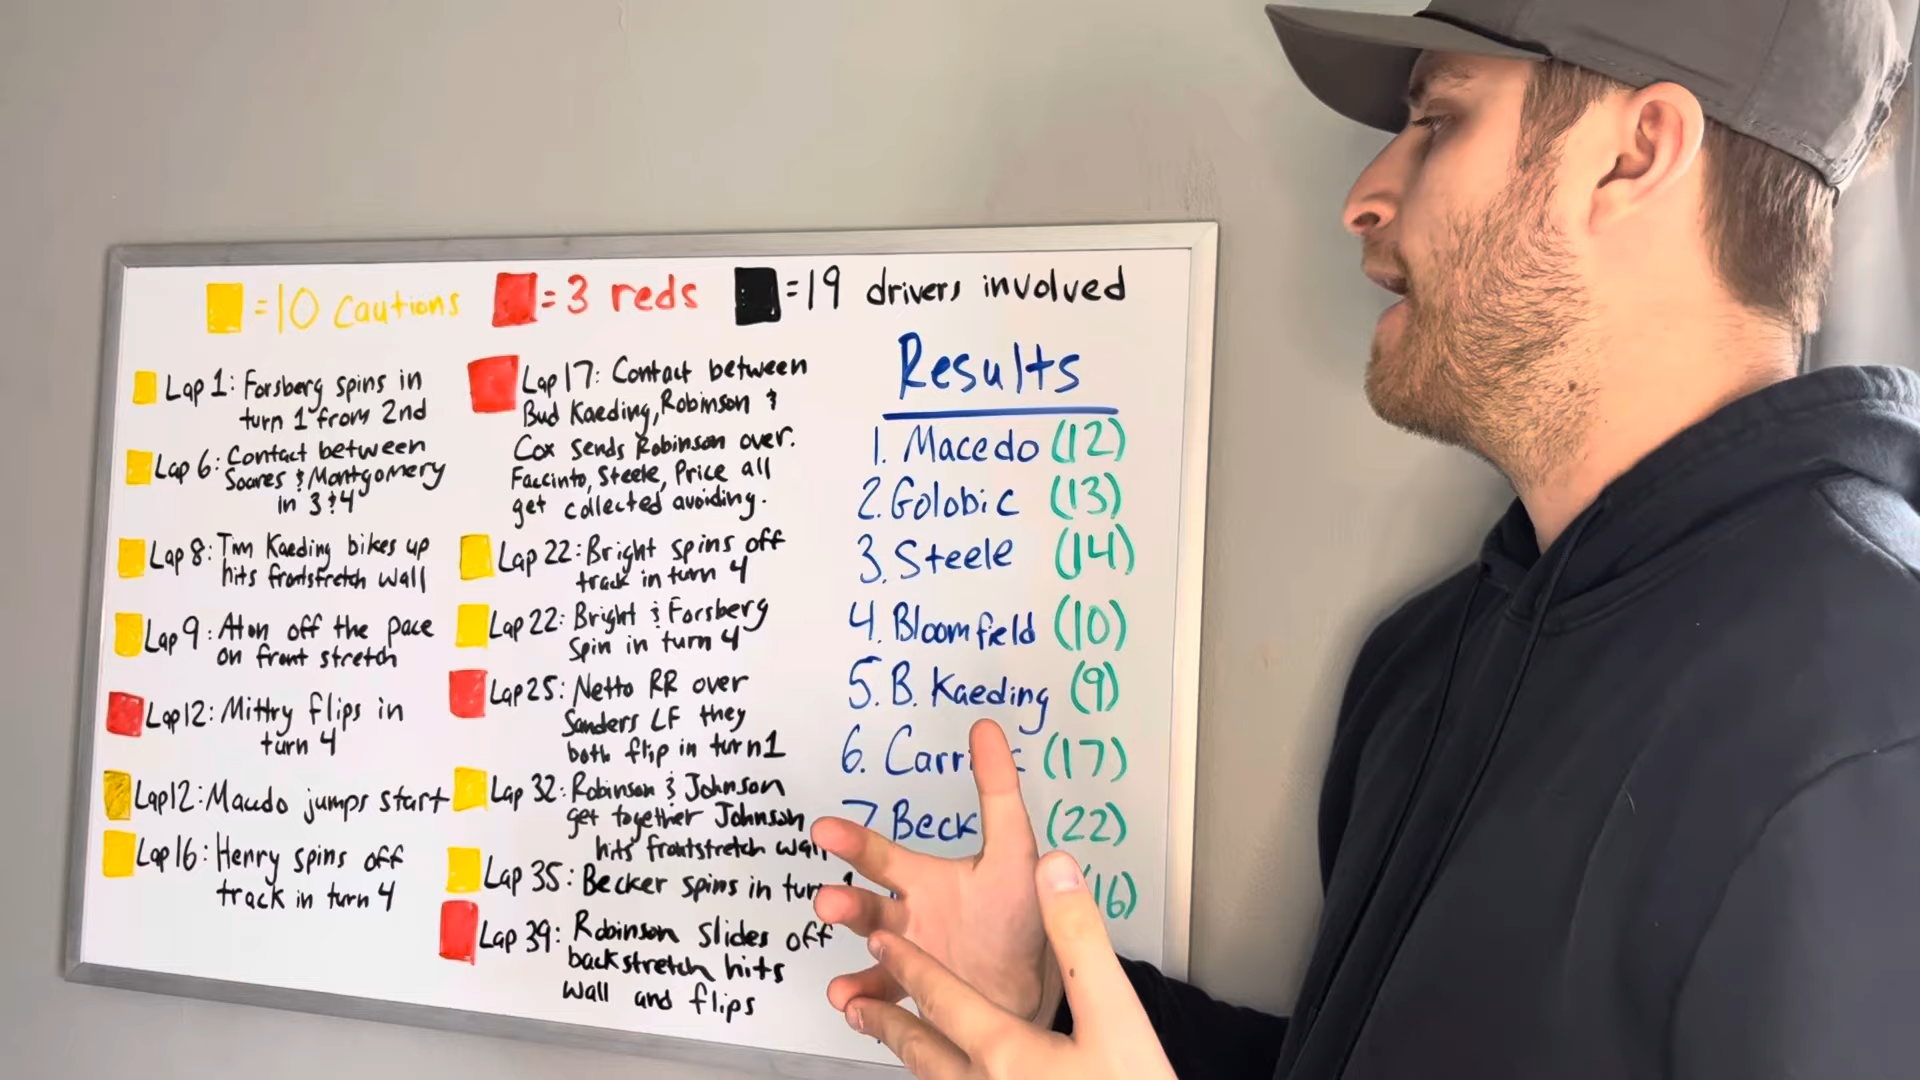 =10 cautions =3 reds =19 drivers involved
Lap 1: Forsberg spins in
turn 1 from 2nd
Lap 6: Contact between
Soares & Montgomery
in 3 & 4
Lap 8: Tim Kaeding bikes up
hits frontstretch wall
Lap 9: Aton off the pace
on front stretch
Lap 12: Mittry flips in
turn 4
Lap 12: Macedo jumps start
Lap 16: Henry spins off
track in turn 4
Lap 17: Contact between
Bud Kaeding, Robinson &
Cox sends Robinson over.
Faccinto, Steele, Price all
get collected avoiding.
Lap 22: Bright spins off
track in turn 4
Lap 22: Bright & Forsberg
Spin in turn 4
Lap 25: Netto RR over
Sanders LF they
both flip in turn 1
Lap 32: Robinson & Johnson
get together Johnson
hits frontstretch wall
Lap 35: Becker spins in turn
Lap 39: Robinson slides off
backstretch hits
wall and flips
Results
1. Macedo (12)
2. Golobic (13)
3. Steele (14)
4. Bloomfield (10)
5. B. Kaeding (9)
6. (17)
7 (22)
(16)